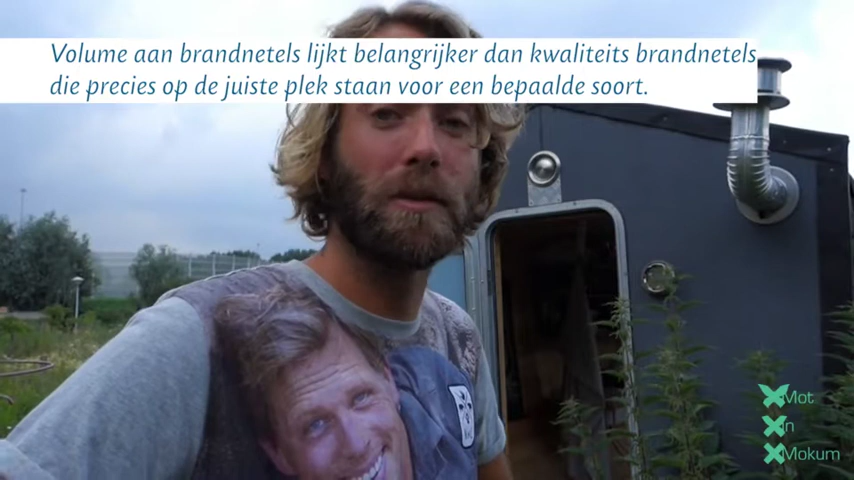 Volume aan brandnetels lijkt belangrijker dan kwaliteits brandnetels
die precies op de juiste plek staan voor een bepaalde soort.
Mot
in
Mokum